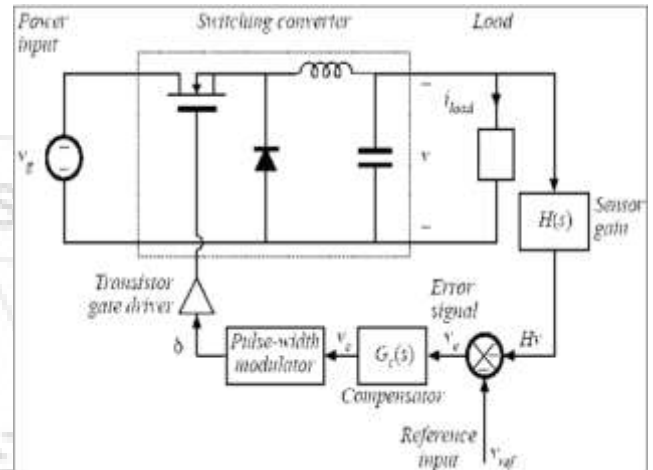 Power
input
Switching converter
Load
v_g
v
i_load
H(s)
Sensor
gain
Transistor
gate driver
δ
Pulse-width
modulator
v_c
G_c(s)
Compensator
Error
signal
v_e
Hv
Reference
input
v_ref